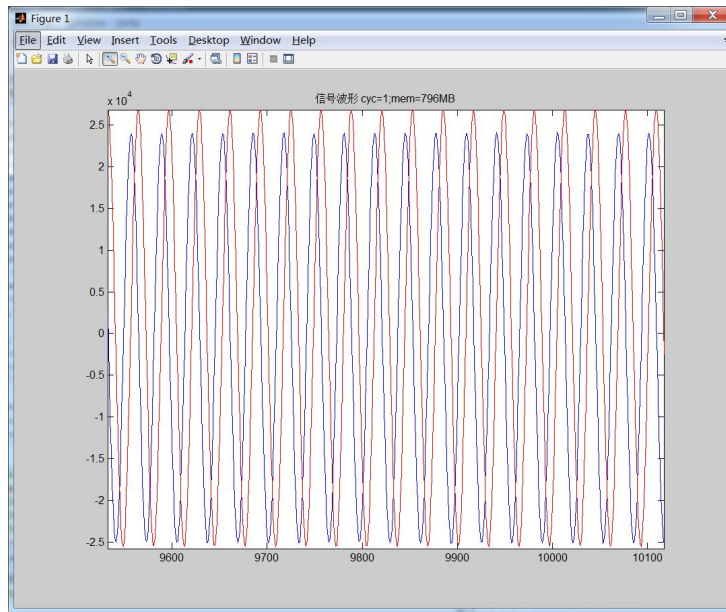 Figure 1
File Edit View Insert Tools Desktop Window Help
信号波形 cyc=1;mem=796MB
x 10^4
2.5
2
1.5
1
0.5
0
-0.5
-1
-1.5
-2
-2.5
9600 9700 9800 9900 10000 10100